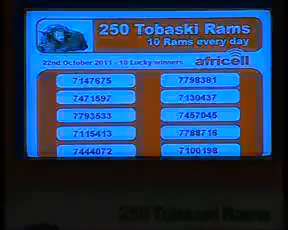 250 Tobaski Rams
10 Rams every day
22nd October 2011 - 10 Lucky winners
africell
7147675 7798381
7471597 7130437
7793533 7457045
7115413 7788716
7444072 7100198
250 Tobaski Rams